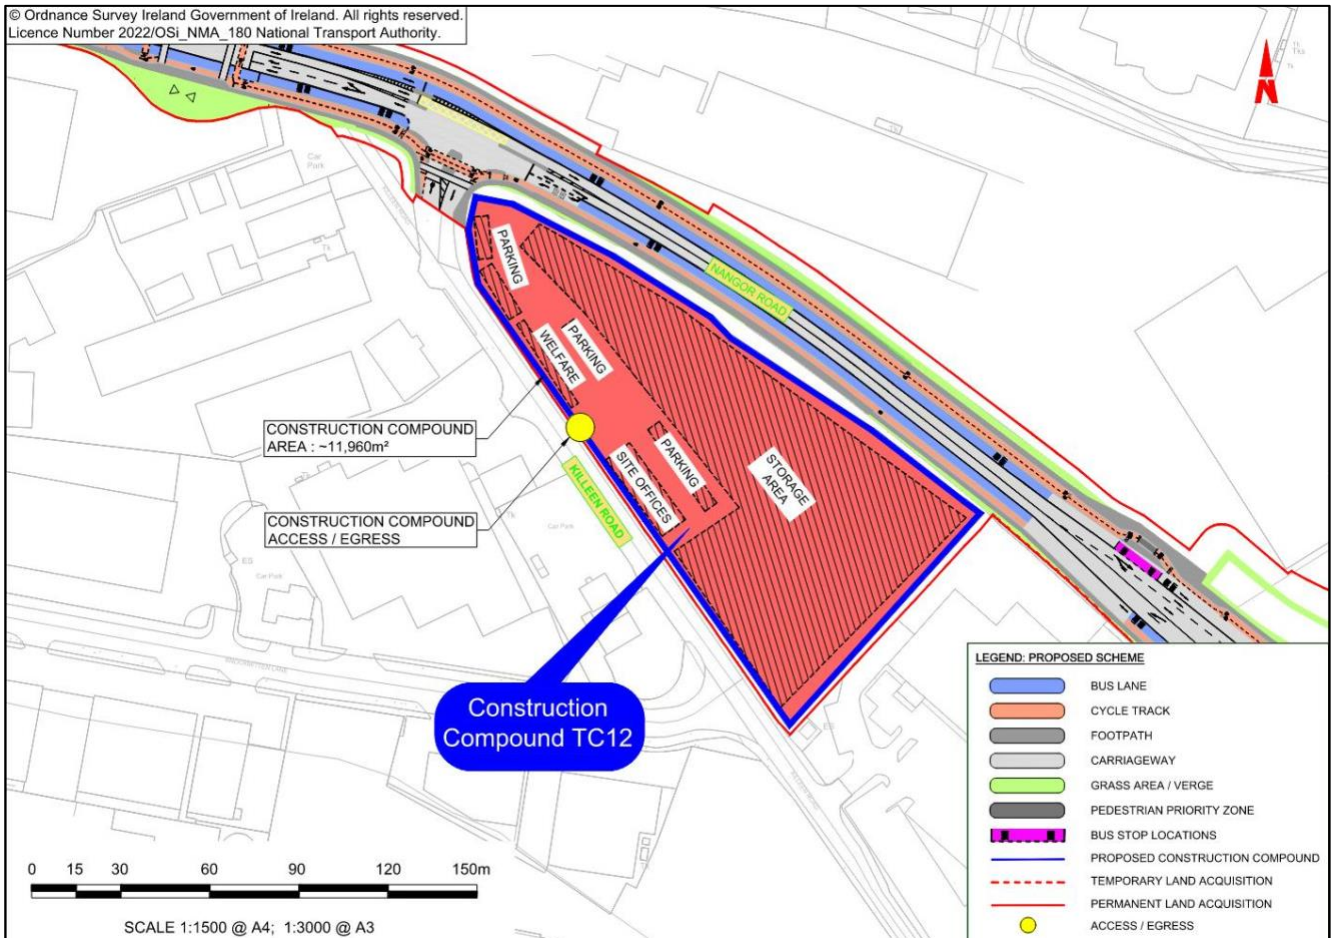 © Ordnance Survey Ireland Government of Ireland. All rights reserved.
Licence Number 2022/OSi_NMA_180 National Transport Authority.
N
Car
Park
NANGOR ROAD
PARKING
PARKING
WELFARE
PARKING
SITE OFFICES
STORAGE
AREA
KILLEEN ROAD
CONSTRUCTION COMPOUND
AREA : ~11,960m²
CONSTRUCTION COMPOUND
ACCESS / EGRESS
Tk
Car Park
ES
Car Park
Construction
Compound TC12
0 15 30 60 90 120 150m
SCALE 1:1500 @ A4; 1:3000 @ A3
LEGEND: PROPOSED SCHEME
BUS LANE
CYCLE TRACK
FOOTPATH
CARRIAGEWAY
GRASS AREA / VERGE
PEDESTRIAN PRIORITY ZONE
BUS STOP LOCATIONS
PROPOSED CONSTRUCTION COMPOUND
TEMPORARY LAND ACQUISITION
PERMANENT LAND ACQUISITION
ACCESS / EGRESS